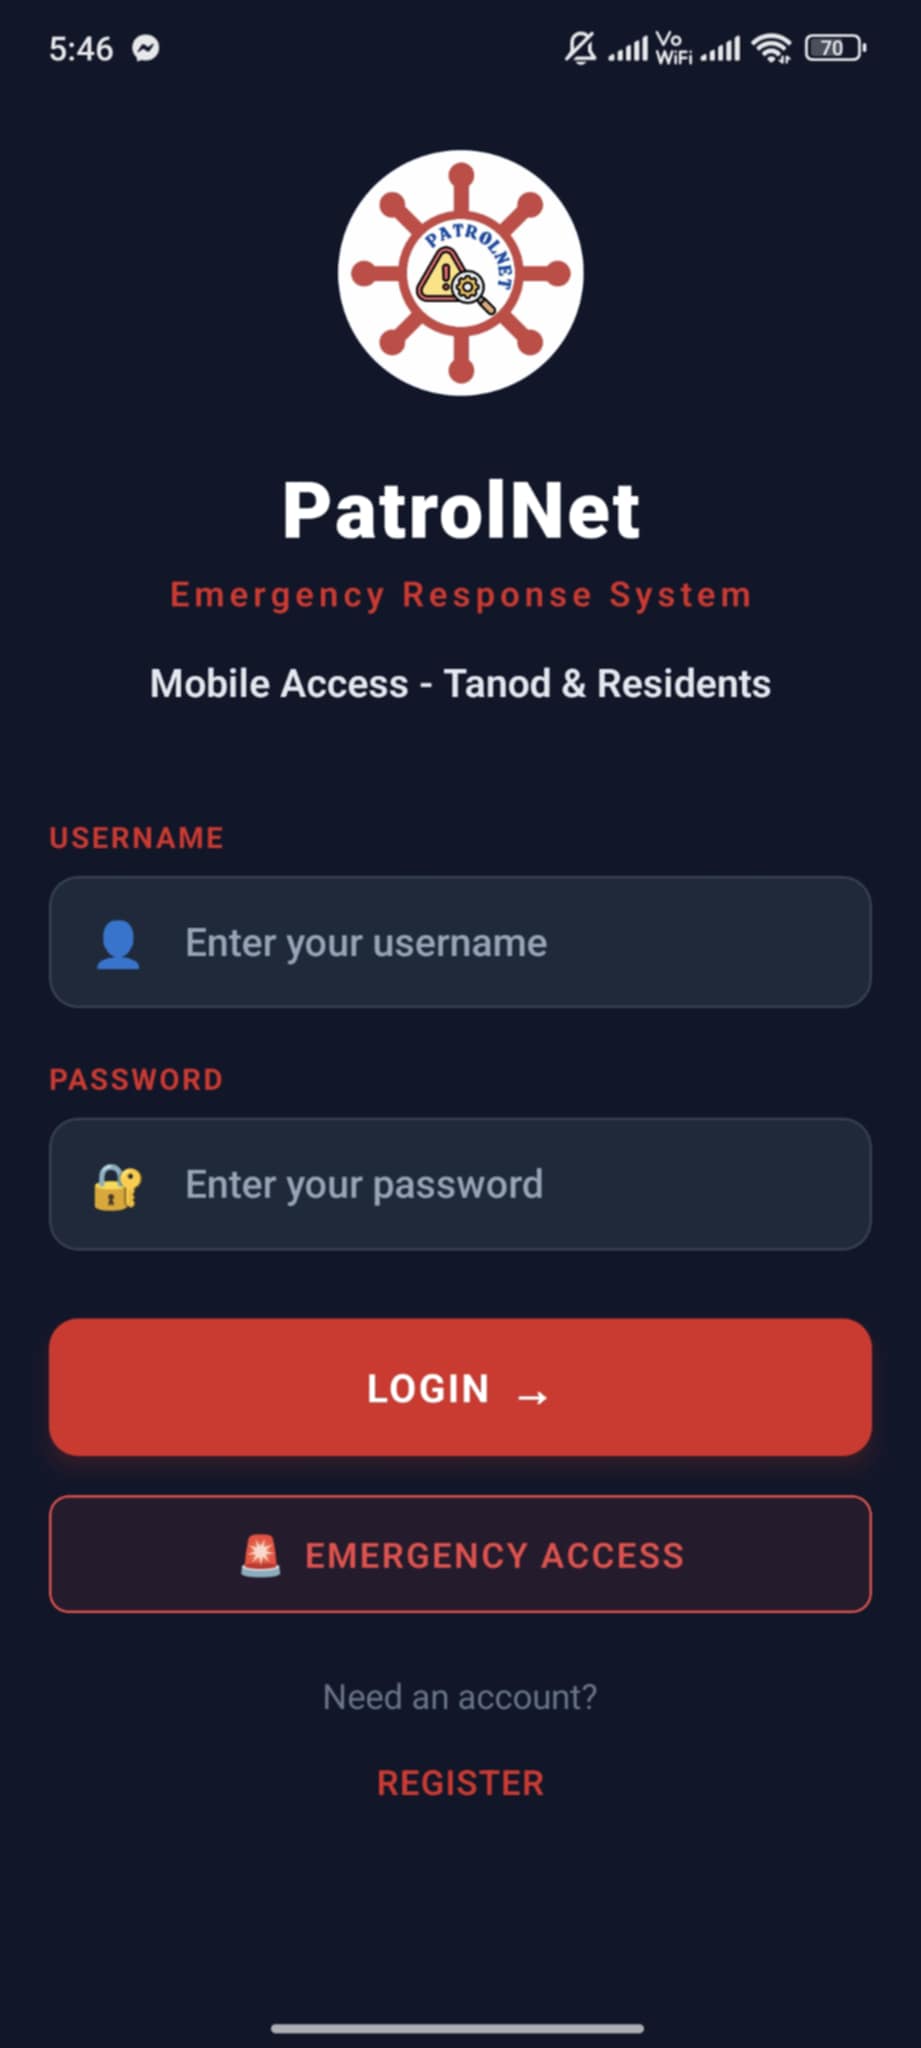 5:46
Vo
WiFi
70
PATROLNET
PatrolNet
Emergency Response System
Mobile Access - Tanod & Residents
USERNAME
Enter your username
PASSWORD
Enter your password
LOGIN →
EMERGENCY ACCESS
Need an account?
REGISTER